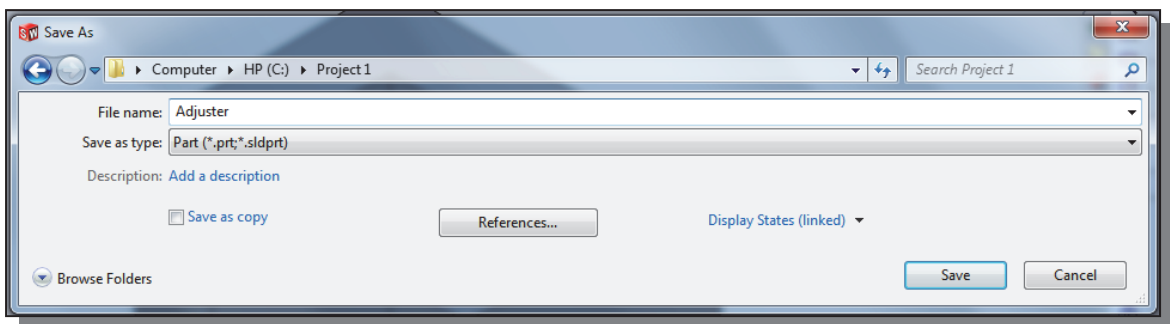 SW Save As
Computer HP (C:) Project 1 Search Project 1
File name: Adjuster
Save as type: Part (*.prt;*.sldprt)
Description: Add a description
Save as copy References... Display States (linked)
Browse Folders Save Cancel